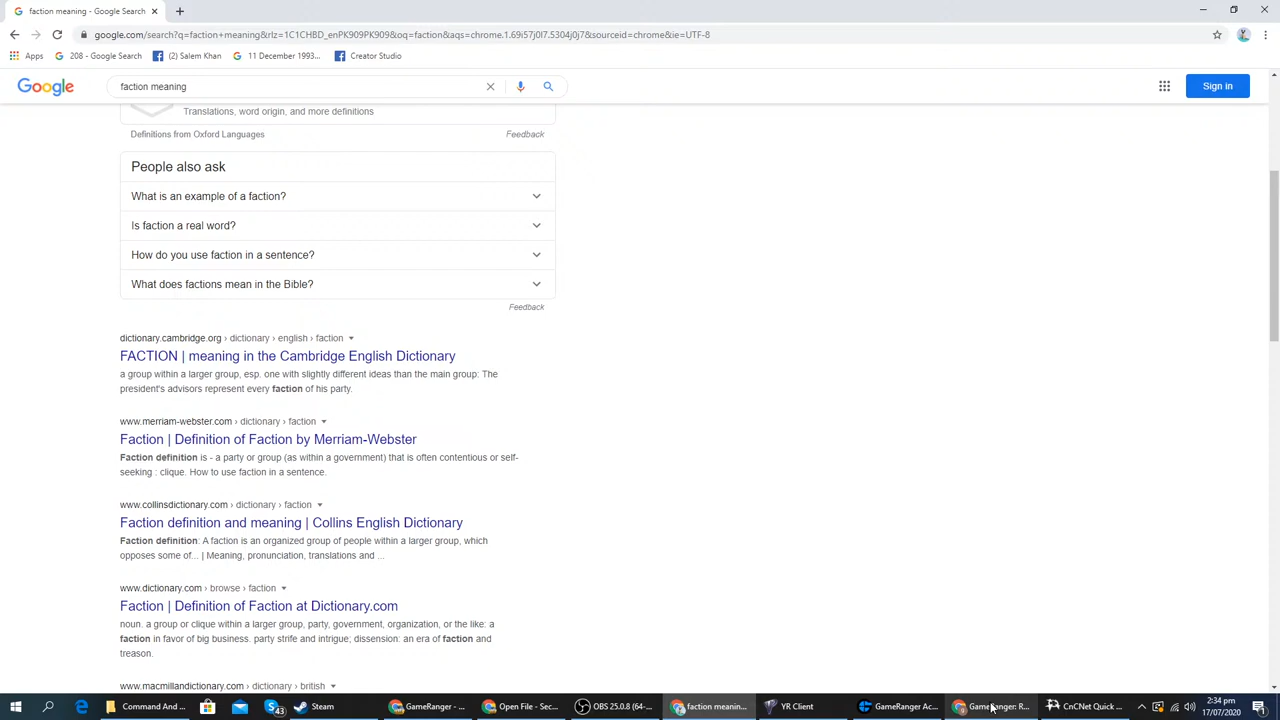 faction meaning - Google Search
google.com/search?q=faction+meaning&rlz=1C1CHBD_enPK909PK909&oq=faction&aqs=chrome.1.69i57j0l7.5304j0j7&sourceid=chrome&ie=UTF-8
Apps 208 - Google Search (2) Salem Khan 11 December 1993... Creator Studio
Google faction meaning Sign in
Translations, word origin, and more definitions
Definitions from Oxford Languages Feedback
People also ask
What is an example of a faction?
Is faction a real word?
How do you use faction in a sentence?
What does factions mean in the Bible?
Feedback
dictionary.cambridge.org › dictionary › english › faction
FACTION | meaning in the Cambridge English Dictionary
a group within a larger group, esp. one with slightly different ideas than the main group: The
president's advisors represent every faction of his party.
www.merriam-webster.com › dictionary › faction
Faction | Definition of Faction by Merriam-Webster
Faction definition is - a party or group (as within a government) that is often contentious or self-
seeking : clique. How to use faction in a sentence.
www.collinsdictionary.com › dictionary › faction
Faction definition and meaning | Collins English Dictionary
Faction definition: A faction is an organized group of people within a larger group, which
opposes some of... | Meaning, pronunciation, translations and ...
www.dictionary.com › browse › faction
Faction | Definition of Faction at Dictionary.com
noun. a group or clique within a larger group, party, government, organization, or the like: a
faction in favor of big business. party strife and intrigue; dissension: an era of faction and
treason.
www.macmillandictionary.com › dictionary › british
Command And ... 43 Steam GameRanger - ... Open File - Sec... OBS 25.0.8 (64-... faction meanin... VR Client GameRanger Ac... GameRanger: R... CnCNet Quick ... 2:34 pm
17/07/2020